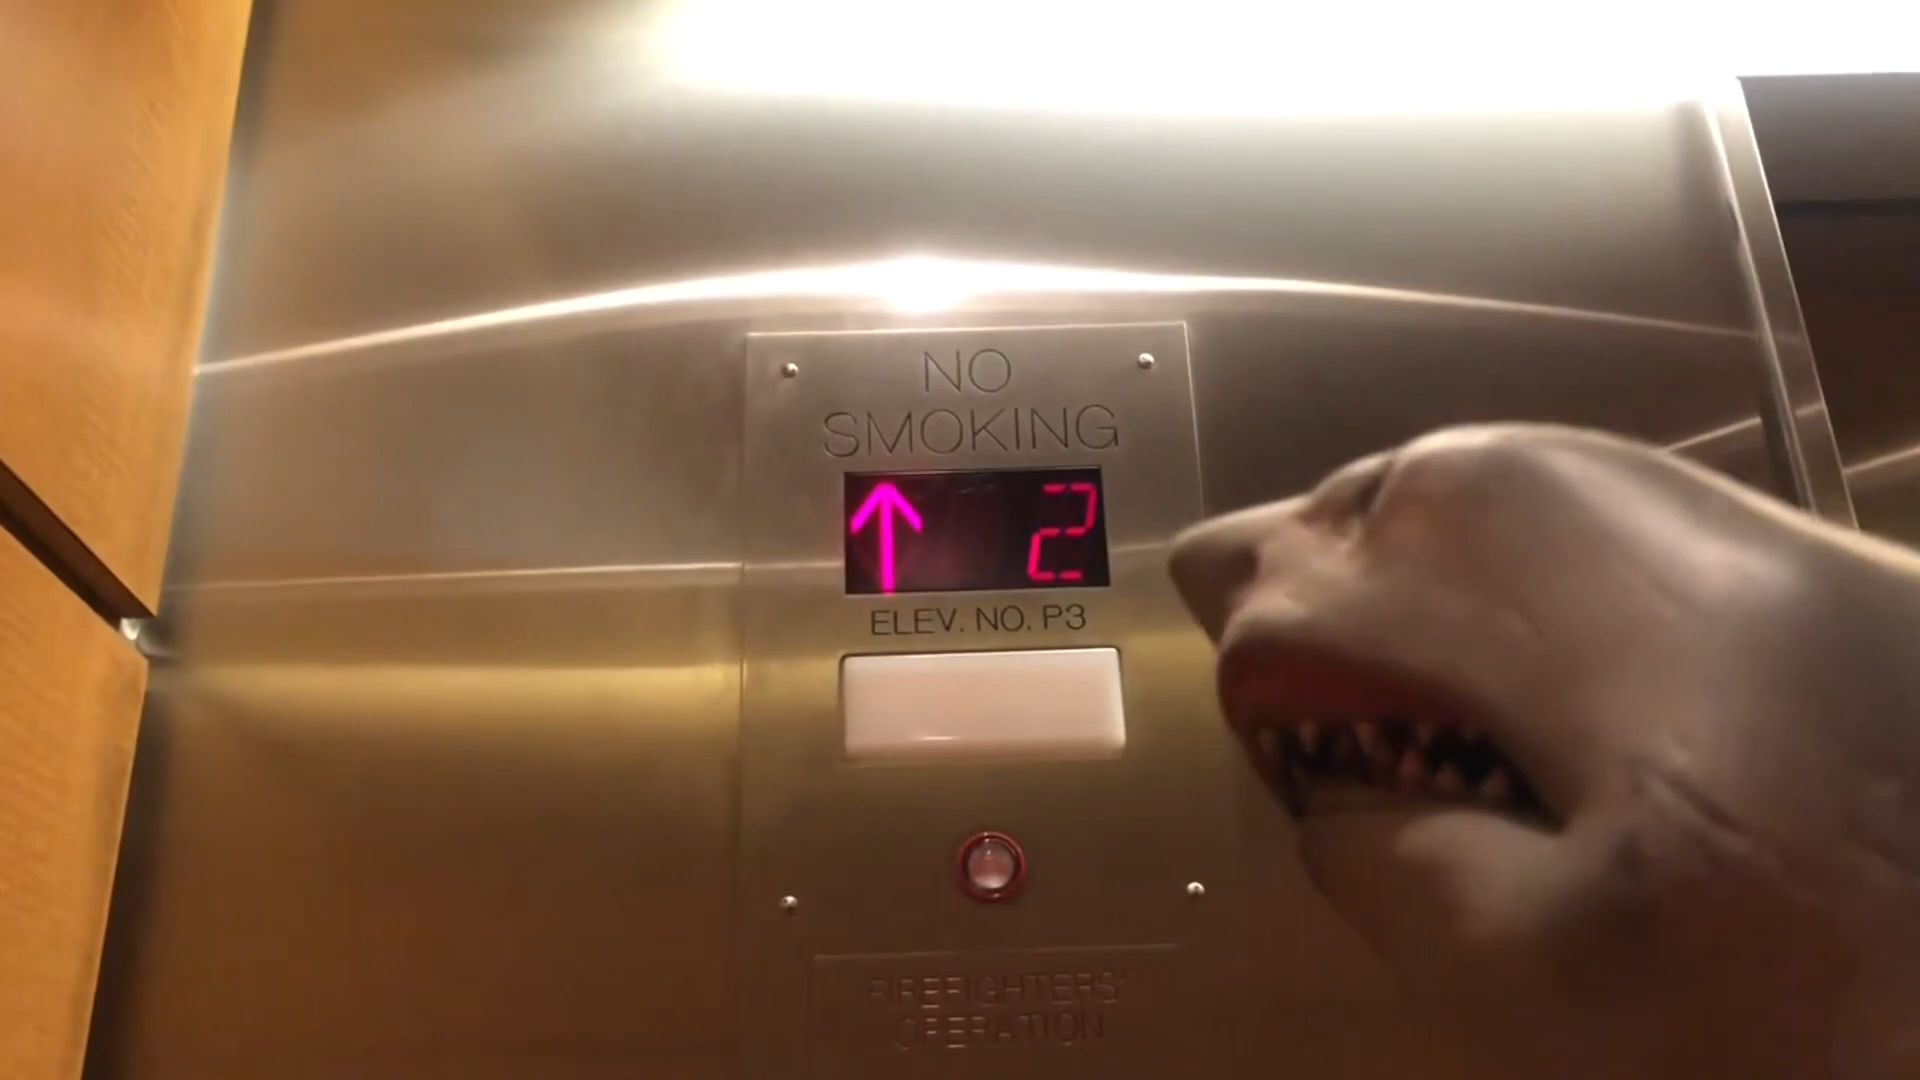 NO
SMOKING
↑ 2
ELEV. NO. P3
FIREFIGHTERS'
OPERATION